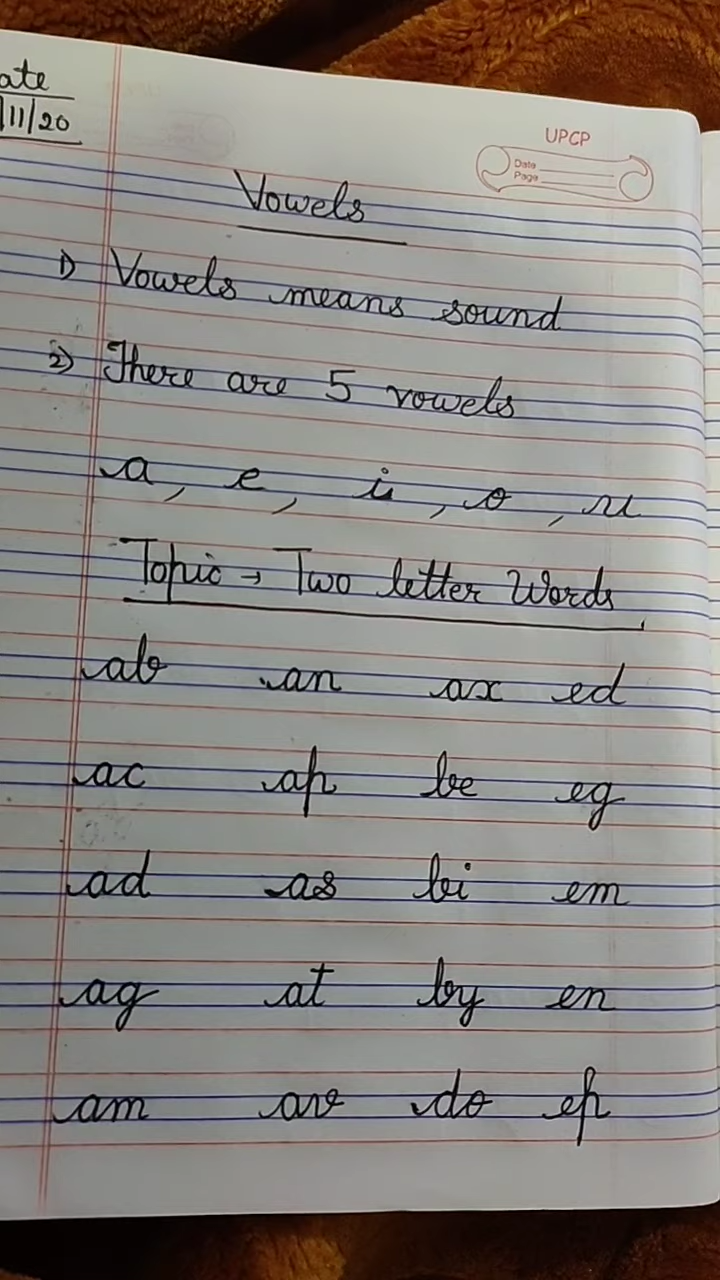 ate
/11/20
UPCP
Date
Page
Vowels
1) Vowels means sound
2) There are 5 vowels
a, e, i, o, u
Topic → Two letter Words
ab an ax ed
ac ap be eg
ad as bi em
ag at by en
am av do ep